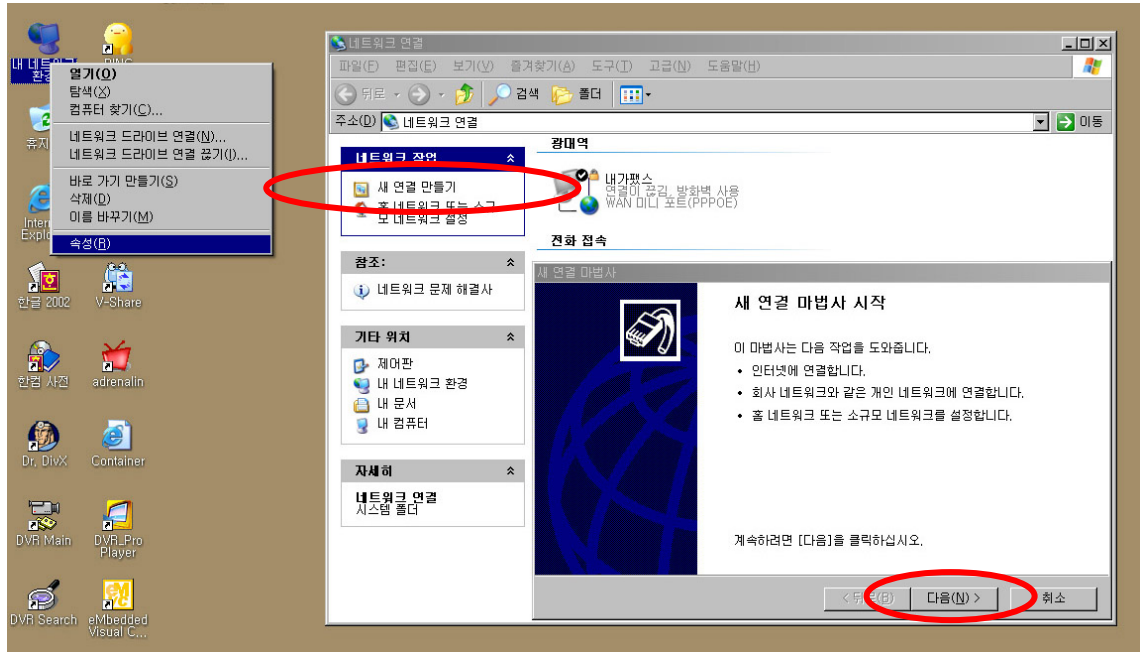 내 네트워크
환경
열기(O)
탐색(X)
컴퓨터 찾기(C)...
네트워크 드라이브 연결(N)...
네트워크 드라이브 연결 끊기(I)...
바로 가기 만들기(S)
삭제(D)
이름 바꾸기(M)
속성(R)
한글 2002
V-Share
한컴 사전
adrenalin
Dr. DivX
Container
DVR Main
DVR_Pro
Player
DVR Search
eMbedded
Visual C...
네트워크 연결
파일(F) 편집(E) 보기(V) 즐겨찾기(A) 도구(T) 고급(N) 도움말(H)
뒤로 검색 폴더
주소(D) 네트워크 연결 이동
네트워크 작업
새 연결 만들기
홈 네트워크 또는 소규
모 네트워크 설정
참조:
네트워크 문제 해결사
기타 위치
제어판
내 네트워크 환경
내 문서
내 컴퓨터
자세히
네트워크 연결
시스템 폴더
광대역
내가팼스
연결이 끊김, 방화벽 사용
WAN 미니 포트(PPPOE)
전화 접속
새 연결 마법사
새 연결 마법사 시작
이 마법사는 다음 작업을 도와줍니다.
• 인터넷에 연결합니다.
• 회사 네트워크와 같은 개인 네트워크에 연결합니다.
• 홈 네트워크 또는 소규모 네트워크를 설정합니다.
계속하려면 [다음]을 클릭하십시오.
< 뒤로(B) 다음(N) > 취소